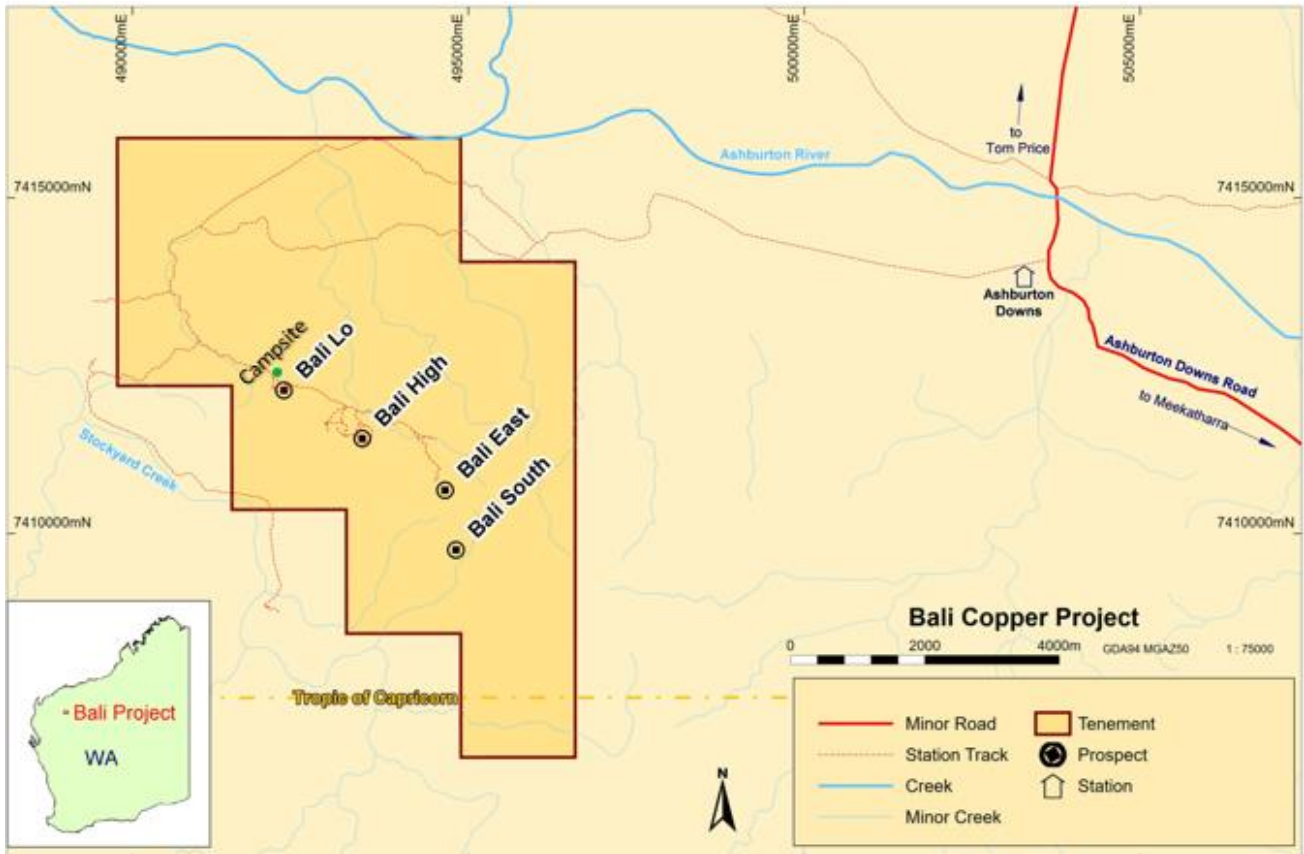 490000mE
495000mE
500000mE
505000mE
to
Tom Price
Ashburton River
7415000mN
7415000mN
Ashburton
Downs
Ashburton Downs Road
to Meekatharra
Campsite
Bali Lo
Bali High
Bali East
Bali South
Stockyard Creek
7410000mN
7410000mN
Tropic of Capricorn
Bali Project
WA
N
Bali Copper Project
0 2000 4000m GDA94 MGAZ50 1 : 75000
Minor Road Tenement
Station Track Prospect
Creek Station
Minor Creek